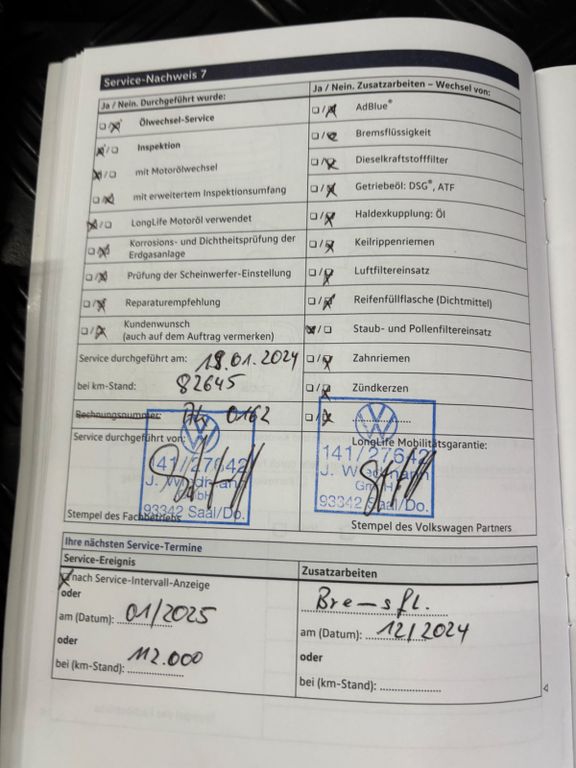 Service-Nachweis 7
Ja / Nein. Durchgeführt wurde:
Ölwechsel-Service
Inspektion
mit Motorölwechsel
mit erweitertem Inspektionsumfang
LongLife Motoröl verwendet
Korrosions- und Dichtheitsprüfung der
Erdgasanlage
Prüfung der Scheinwerfer-Einstellung
Reparaturempfehlung
Kundenwunsch
(auch auf dem Auftrag vermerken)
Service durchgeführt am: 18.01.2024
bei km-Stand: 82645
Rechnungsnummer: 0162
Service durchgeführt von:
141/27642
GmbH
93342 Saal/Do.
Stempel des Fachbetriebs
Ja / Nein. Zusatzarbeiten – Wechsel von:
AdBlue®
Bremsflüssigkeit
Dieselkraftstofffilter
Getriebeöl: DSG®, ATF
Haldexkupplung: Öl
Keilrippenriemen
Luftfiltereinsatz
Reifenfüllflasche (Dichtmittel)
Staub- und Pollenfiltereinsatz
Zahnriemen
Zündkerzen
LongLife Mobilitätsgarantie:
141/27642
GmbH
93342 Saal/Do.
Stempel des Volkswagen Partners
Ihre nächsten Service-Termine
Service-Ereignis
nach Service-Intervall-Anzeige
oder
am (Datum): 01/2025
oder
bei (km-Stand): 112.000
Zusatzarbeiten
Bremsfl.
am (Datum): 12/2024
oder
bei (km-Stand):